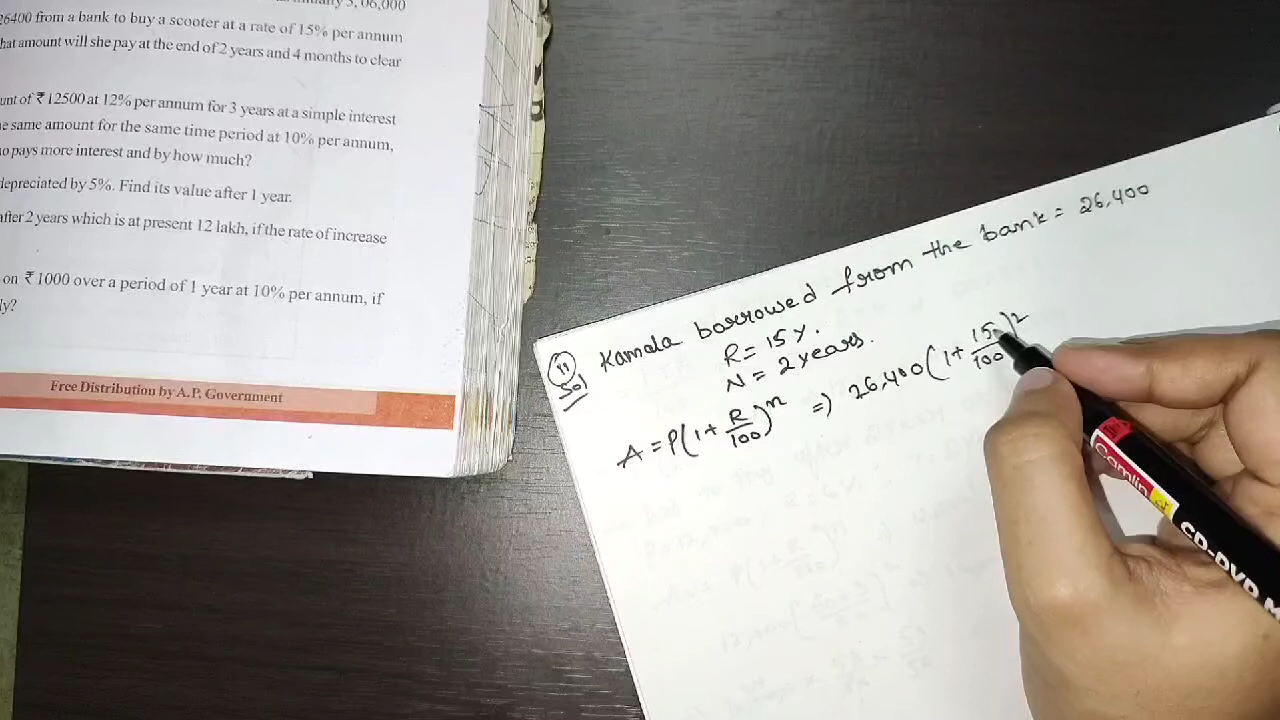 26400 from a bank to buy a scooter at a rate of 15% per annum
hat amount will she pay at the end of 2 years and 4 months to clear
unt of ₹ 12500 at 12% per annum for 3 years at a simple interest
e same amount for the same time period at 10% per annum,
o pays more interest and by how much?
depreciated by 5%. Find its value after 1 year.
after 2 years which is at present 12 lakh, if the rate of increase
on ₹ 1000 over a period of 1 year at 10% per annum, if
ly?
Free Distribution by A.P. Government
11 Kamala borrowed from the bank = 26,400
Sol
R = 15 %.
N = 2 years.
A = P(1 + R/100)^n => 26,400 (1 + 15/100)^2
Camlin
CD-DVD M